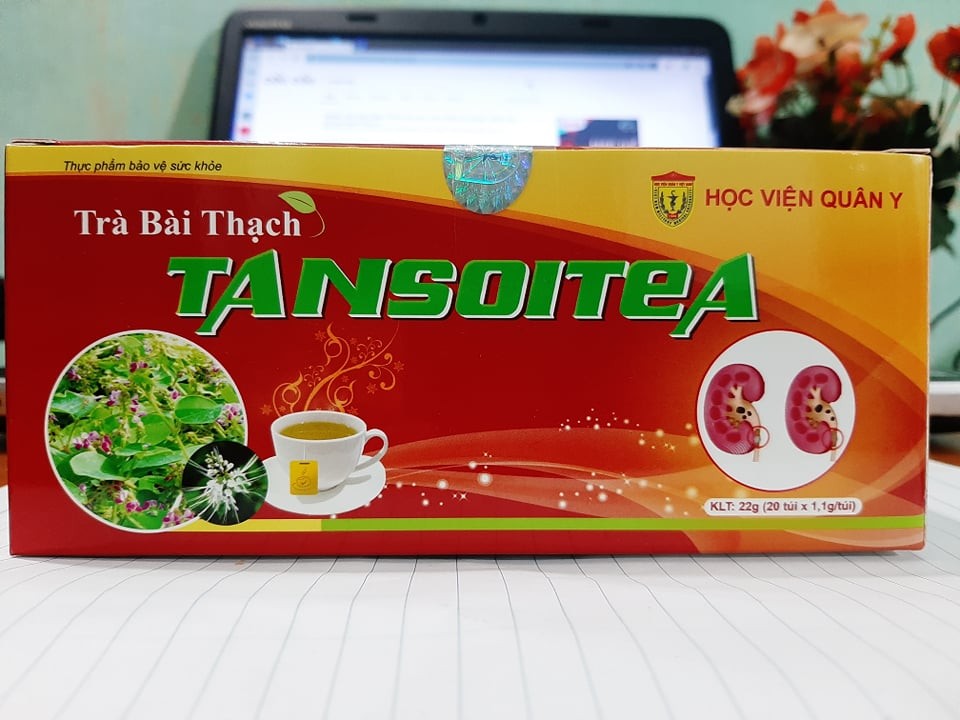 Thực phẩm bảo vệ sức khỏe
HỌC VIỆN QUÂN Y
Trà Bài Thạch
TANSOITEA
KLT: 22g (20 túi x 1,1g/túi)